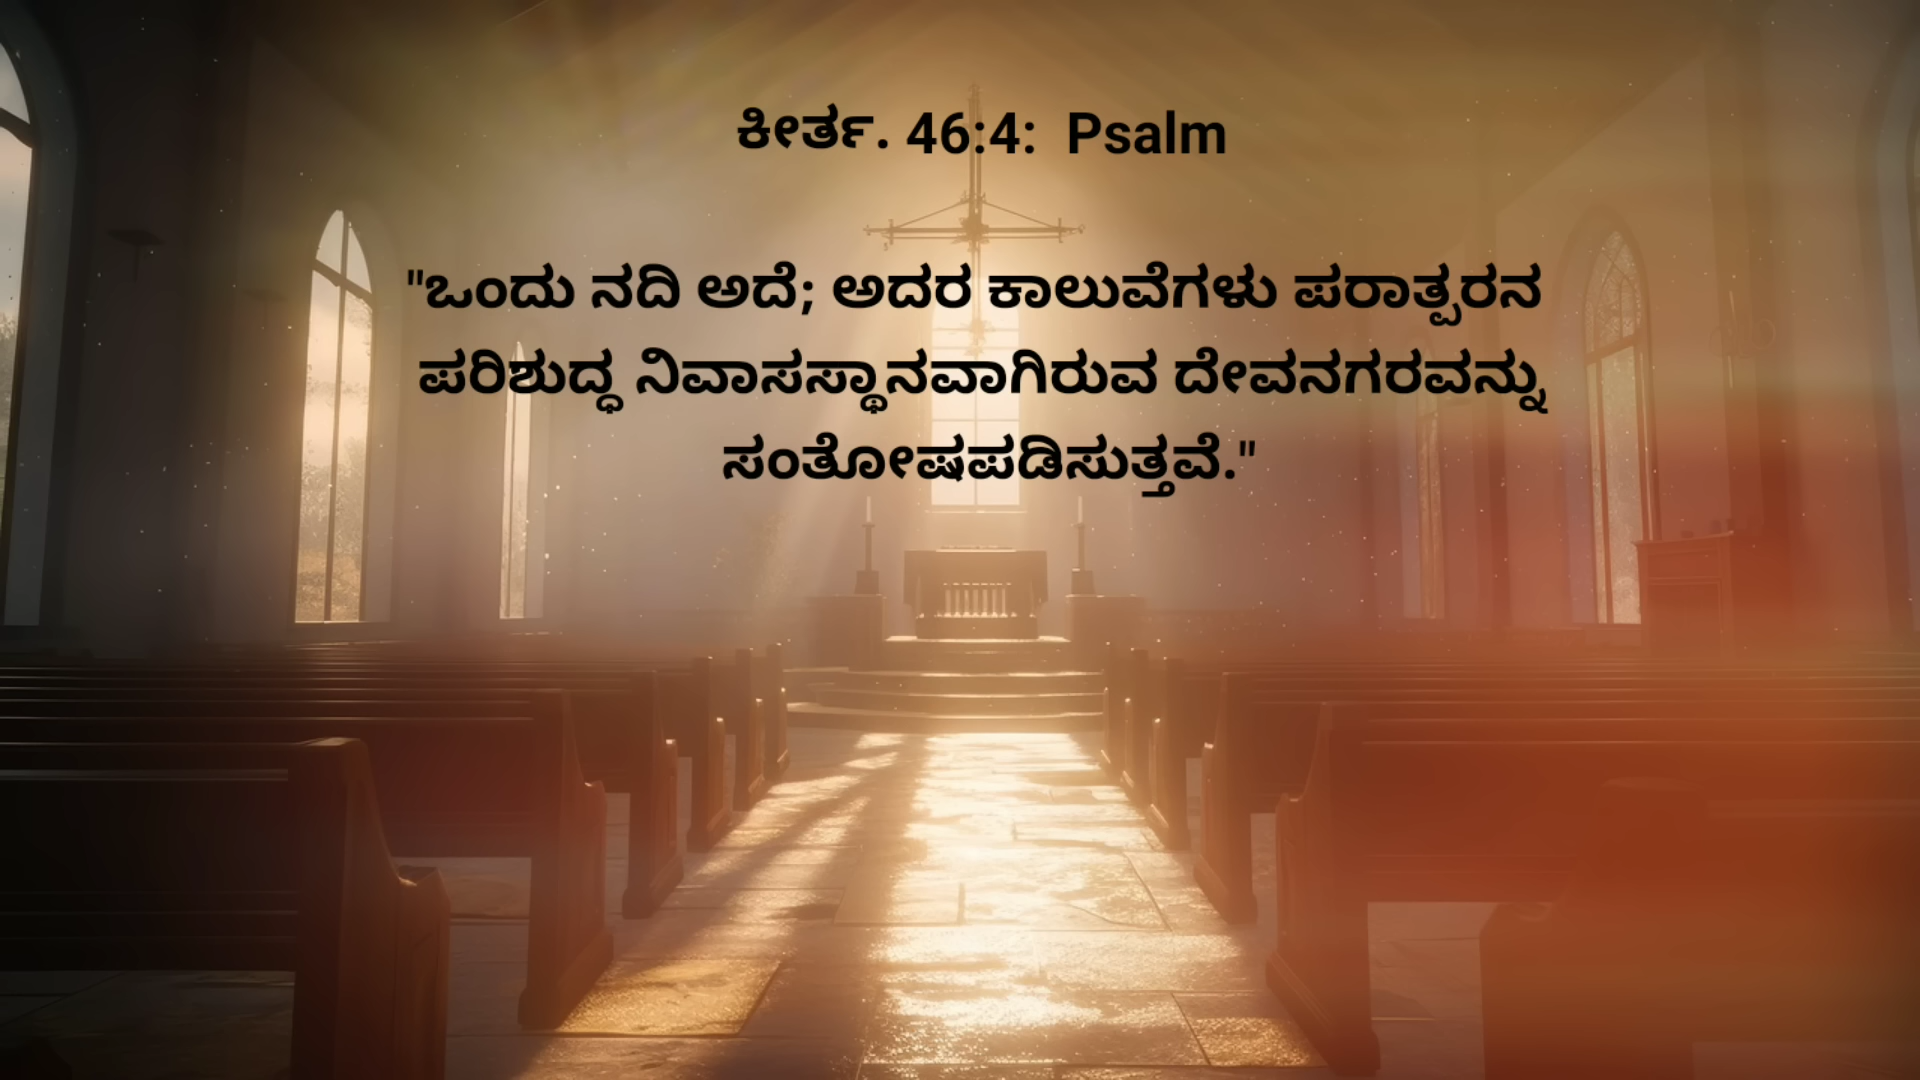 ಕೀರ್ತ. 46:4: Psalm
"ಒಂದು ನದಿ ಅದೆ; ಅದರ ಕಾಲುವೆಗಳು ಪರಾತ್ಪರನ
ಪರಿಶುದ್ಧ ನಿವಾಸಸ್ಥಾನವಾಗಿರುವ ದೇವನಗರವನ್ನು
ಸಂತೋಷಪಡಿಸುತ್ತವೆ."